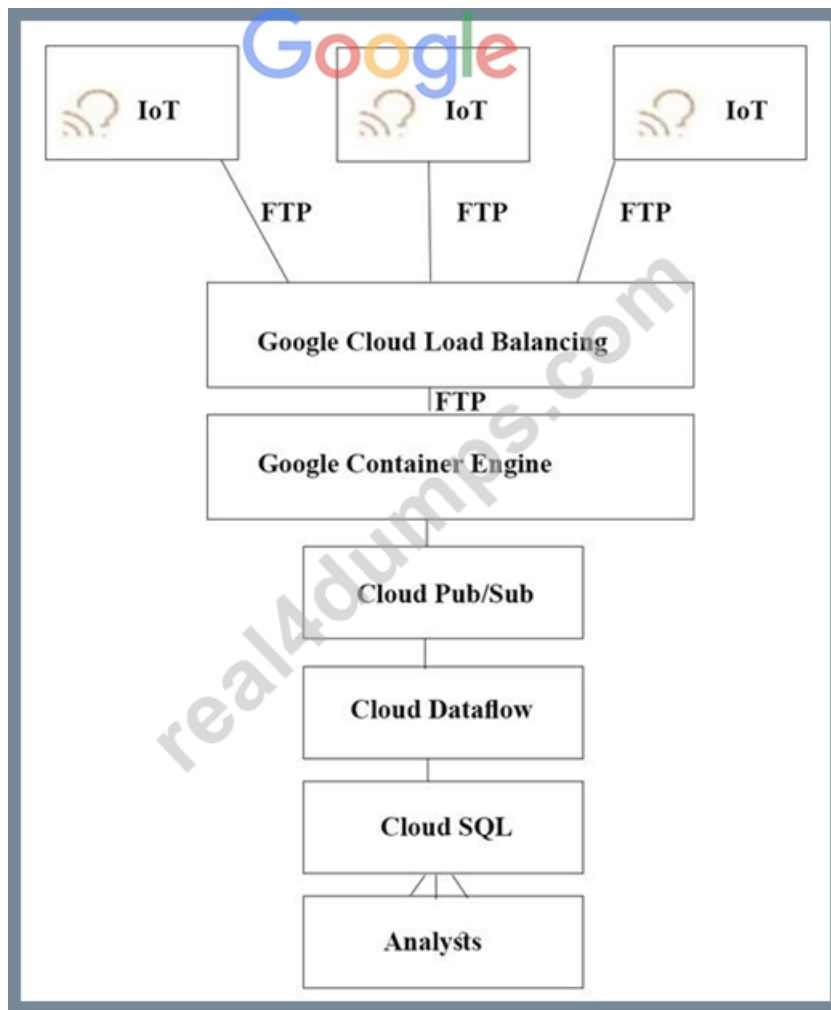 Google
IoT
IoT
IoT
FTP
FTP
FTP
Google Cloud Load Balancing
FTP
Google Container Engine
Cloud Pub/Sub
Cloud Dataflow
Cloud SQL
Analysts
real4dumps.com